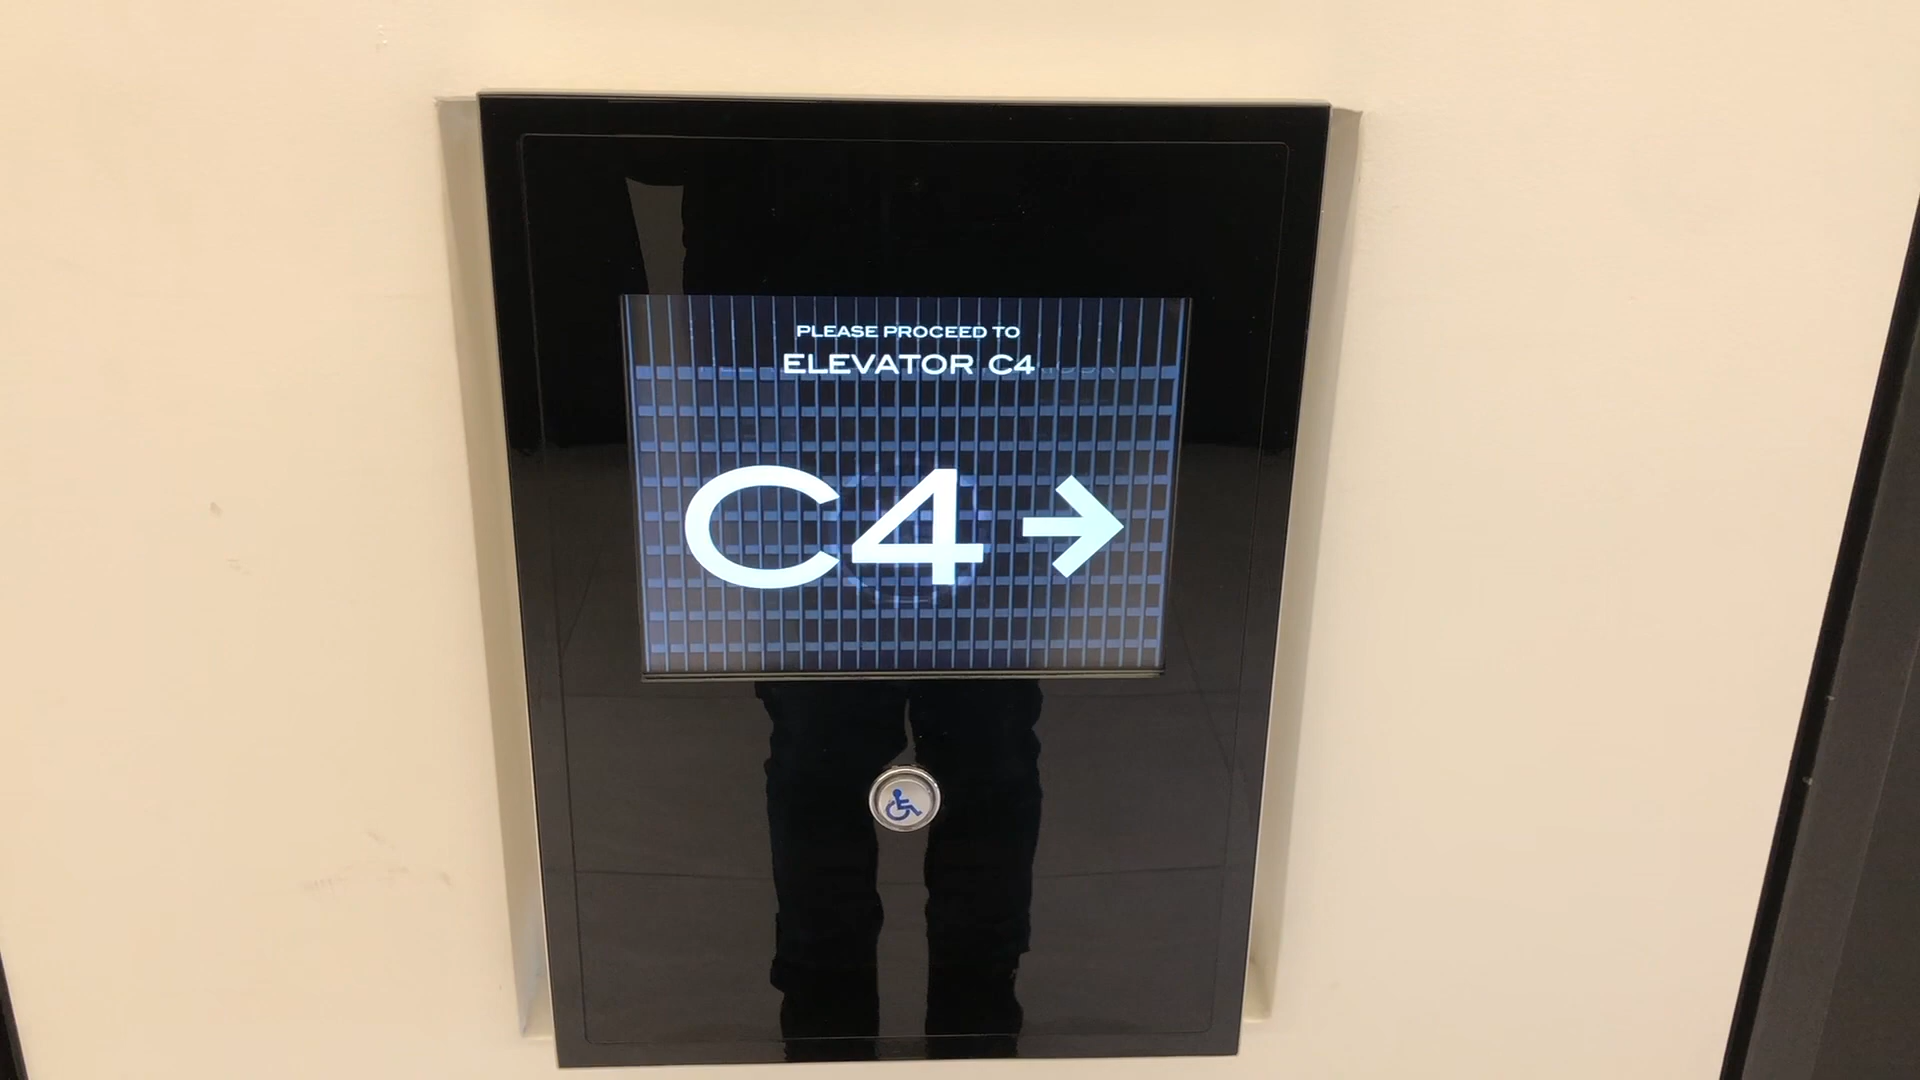 PLEASE PROCEED TO
ELEVATOR C4
C4→